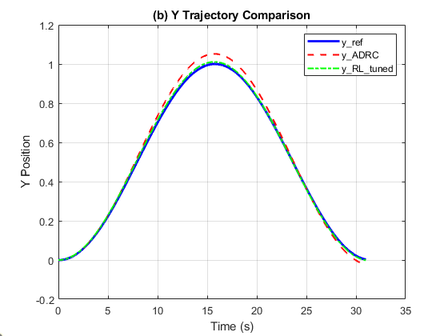 (b) Y Trajectory Comparison
1.2
1
0.8
0.6
0.4
0.2
0
-0.2
Y Position
y_ref
y_ADRC
y_RL_tuned
0 5 10 15 20 25 30 35
Time (s)